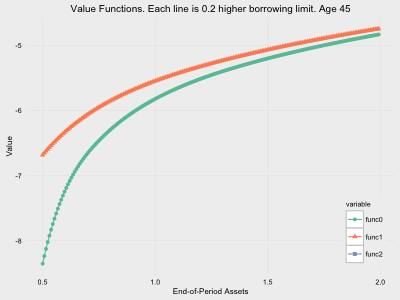 Value Functions. Each line is 0.2 higher borrowing limit. Age 45
-5
-6
-7
-8
Value
0.5
1.0
1.5
2.0
End-of-Period Assets
variable
func0
func1
func2